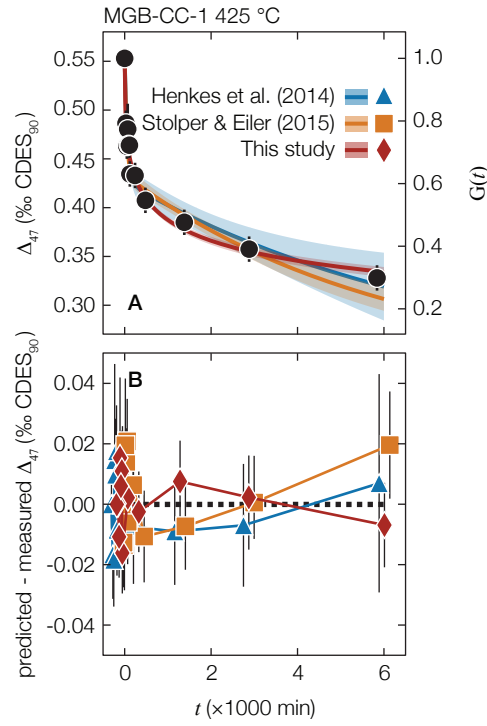 MGB-CC-1 425 °C
0.55
0.50
0.45
0.40
0.35
0.30
Δ47 (‰ CDES90)
1.0
0.8
0.6
0.4
0.2
G(t)
Henkes et al. (2014)
Stolper & Eiler (2015)
This study
A
B
0.04
0.02
0.00
-0.02
-0.04
predicted - measured Δ47 (‰ CDES90)
0
2
4
6
t (×1000 min)